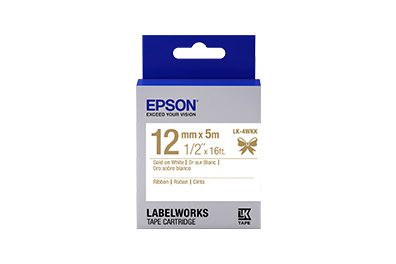 EPSON
EXCEED YOUR VISION
12 mm x 5m
1/2" x 16ft.
LK-4WKK
Gold on White | Or sur Blanc |
Oro sobre blanco
Ribbon | Ruban | Cinta
LABELWORKS
TAPE CARTRIDGE
LK
TAPE